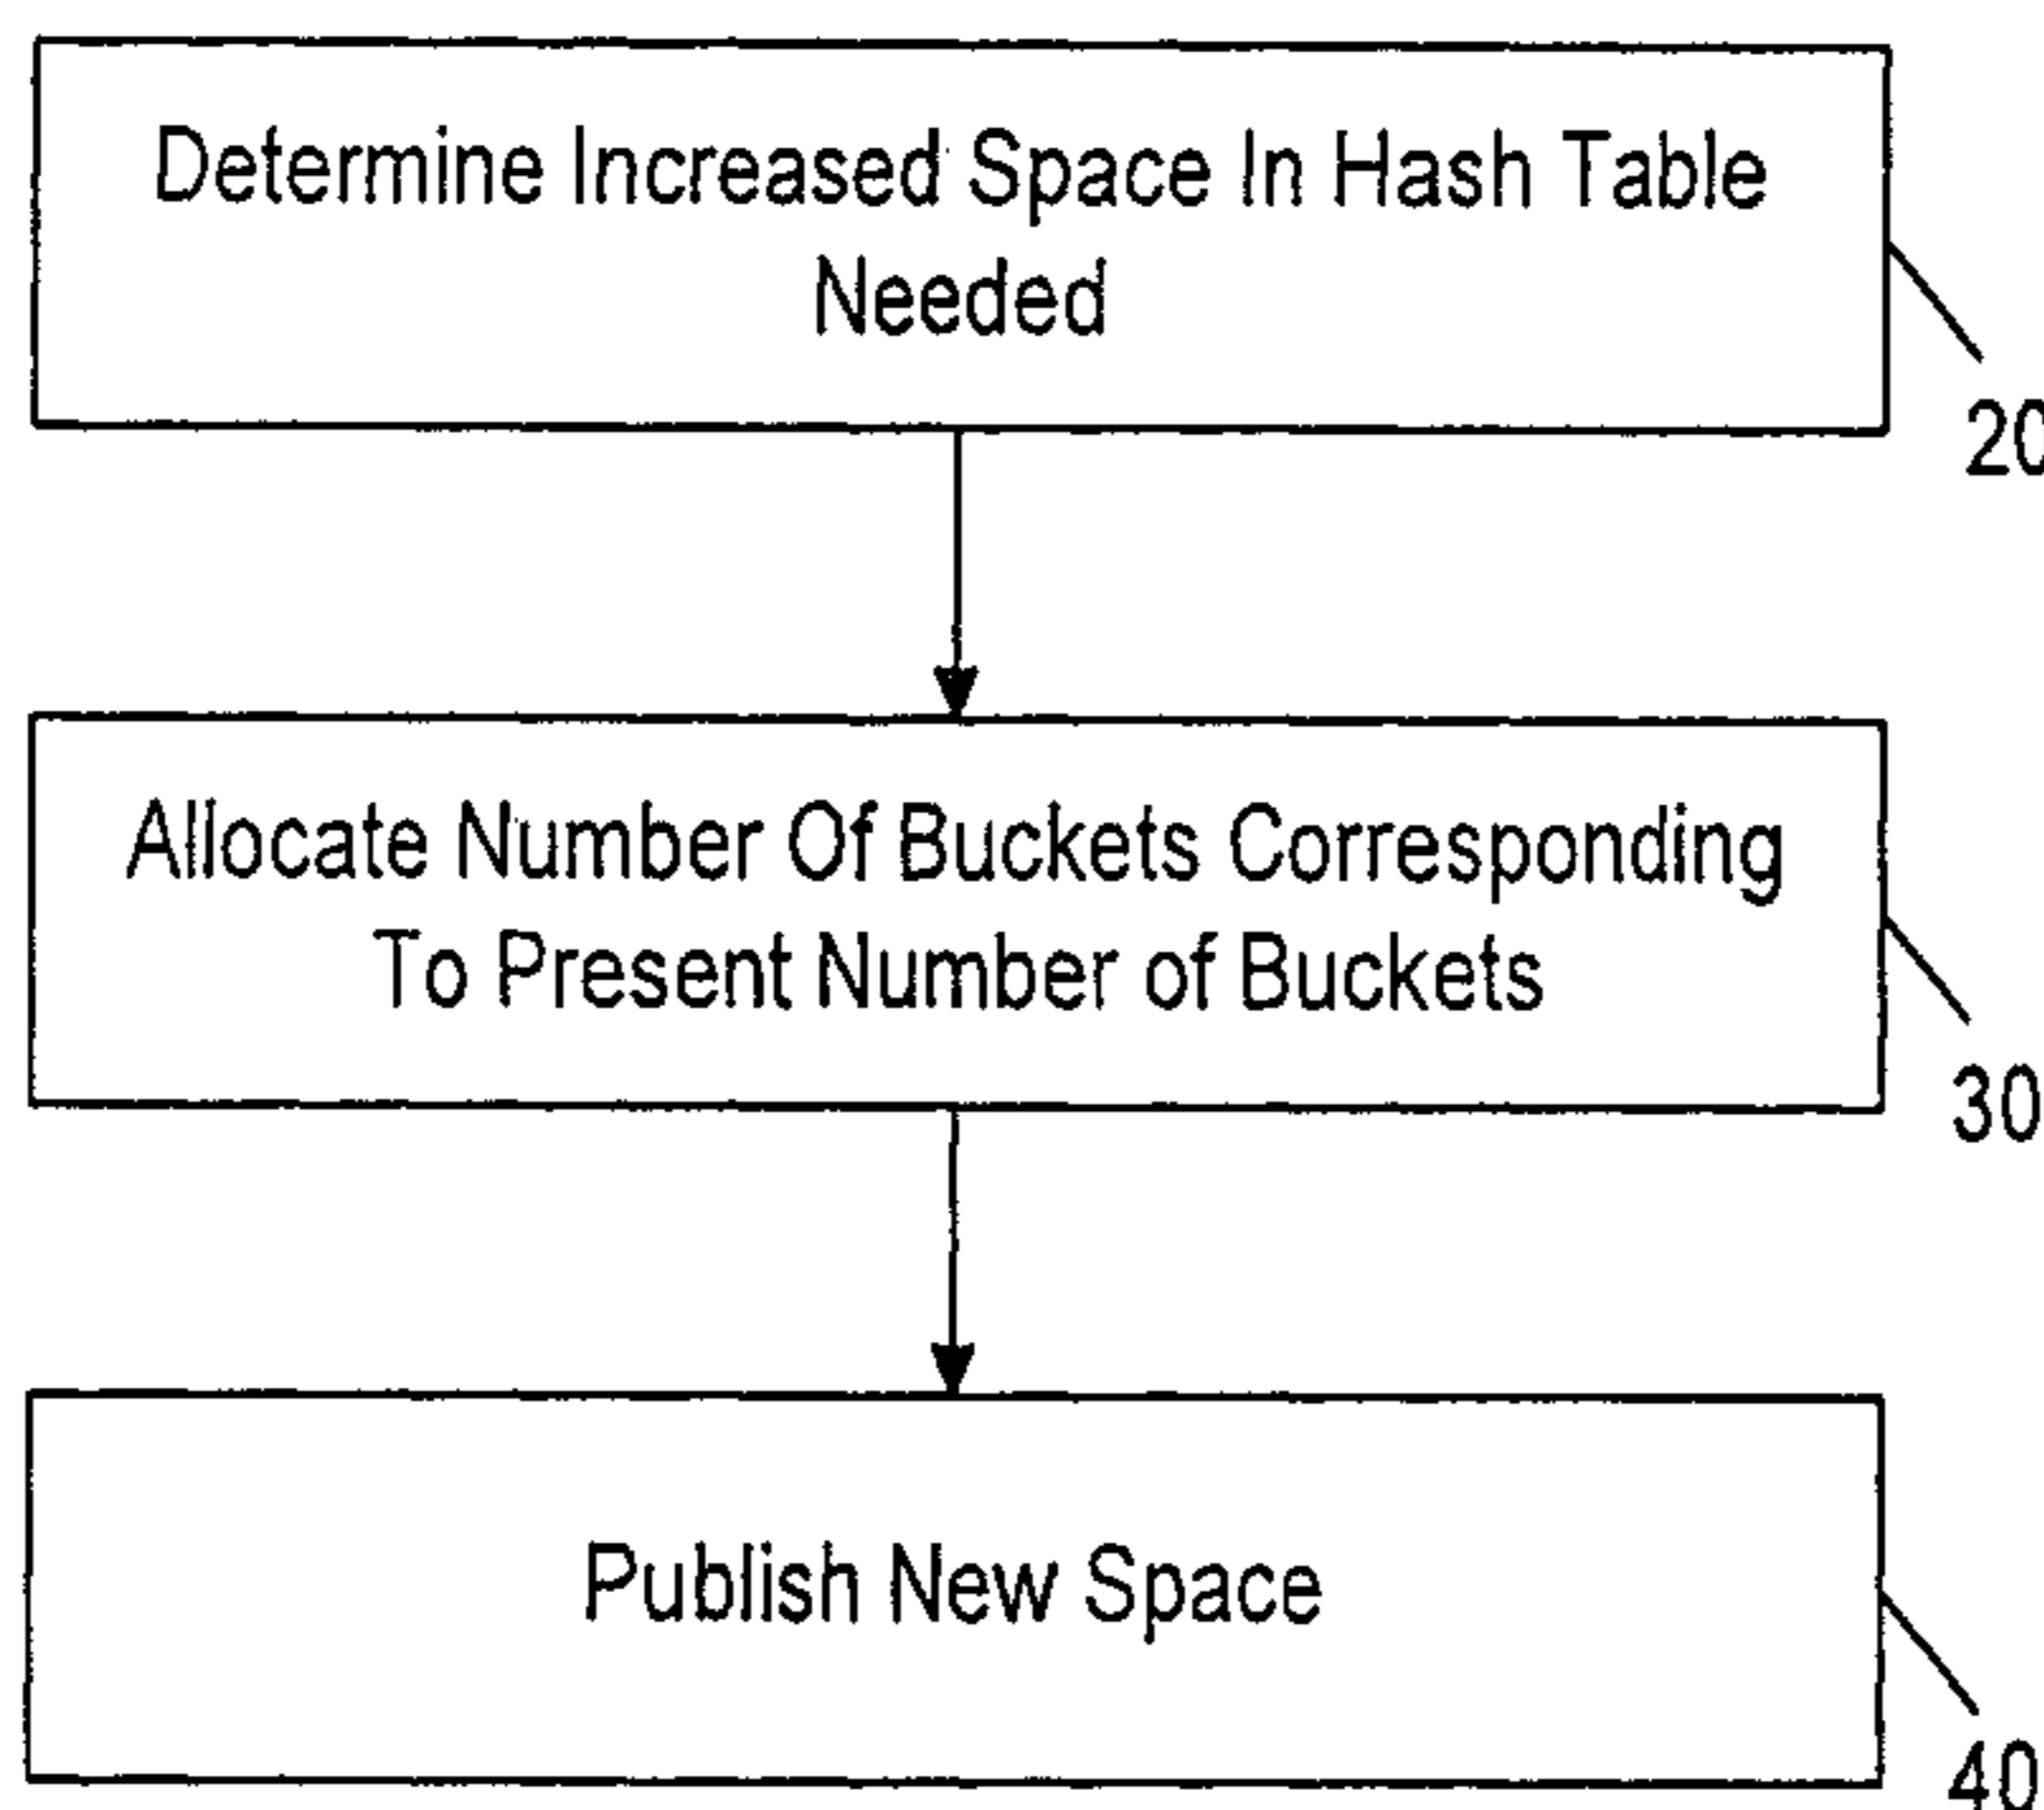 Determine Increased Space In Hash Table
Needed
20
Allocate Number Of Buckets Corresponding
To Present Number of Buckets
30
Publish New Space
40